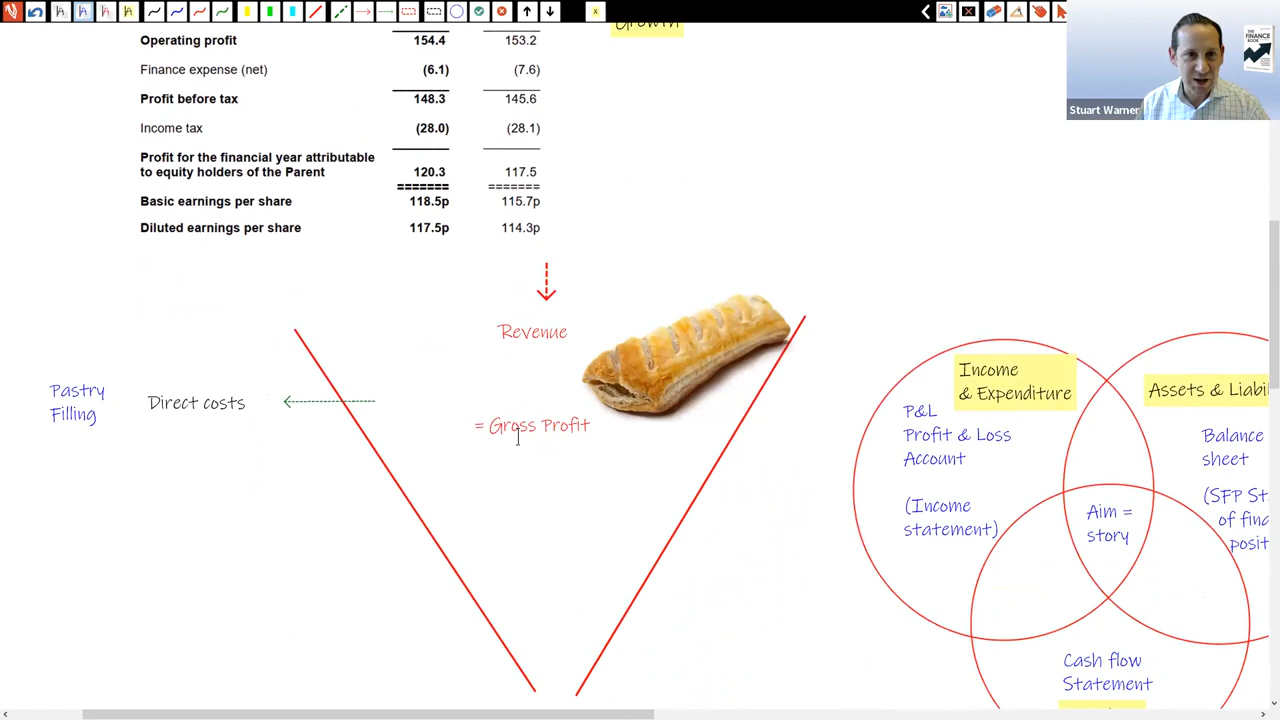 Growth
Operating profit 154.4 153.2
Finance expense (net) (6.1) (7.6)
Profit before tax 148.3 145.6
Income tax (28.0) (28.1)
Profit for the financial year attributable
to equity holders of the Parent 120.3 117.5
======= =======
Basic earnings per share 118.5p 115.7p
Diluted earnings per share 117.5p 114.3p
THE
FINANCE
BOOK
Stuart Warner
Revenue
Pastry
Filling
Direct costs
= Gross Profit
Income
& Expenditure
P&L
Profit & Loss
Account
(Income
statement)
Assets & Liabi
Balance
sheet
(SFP St
of fina
posit
Aim =
story
Cash flow
Statement